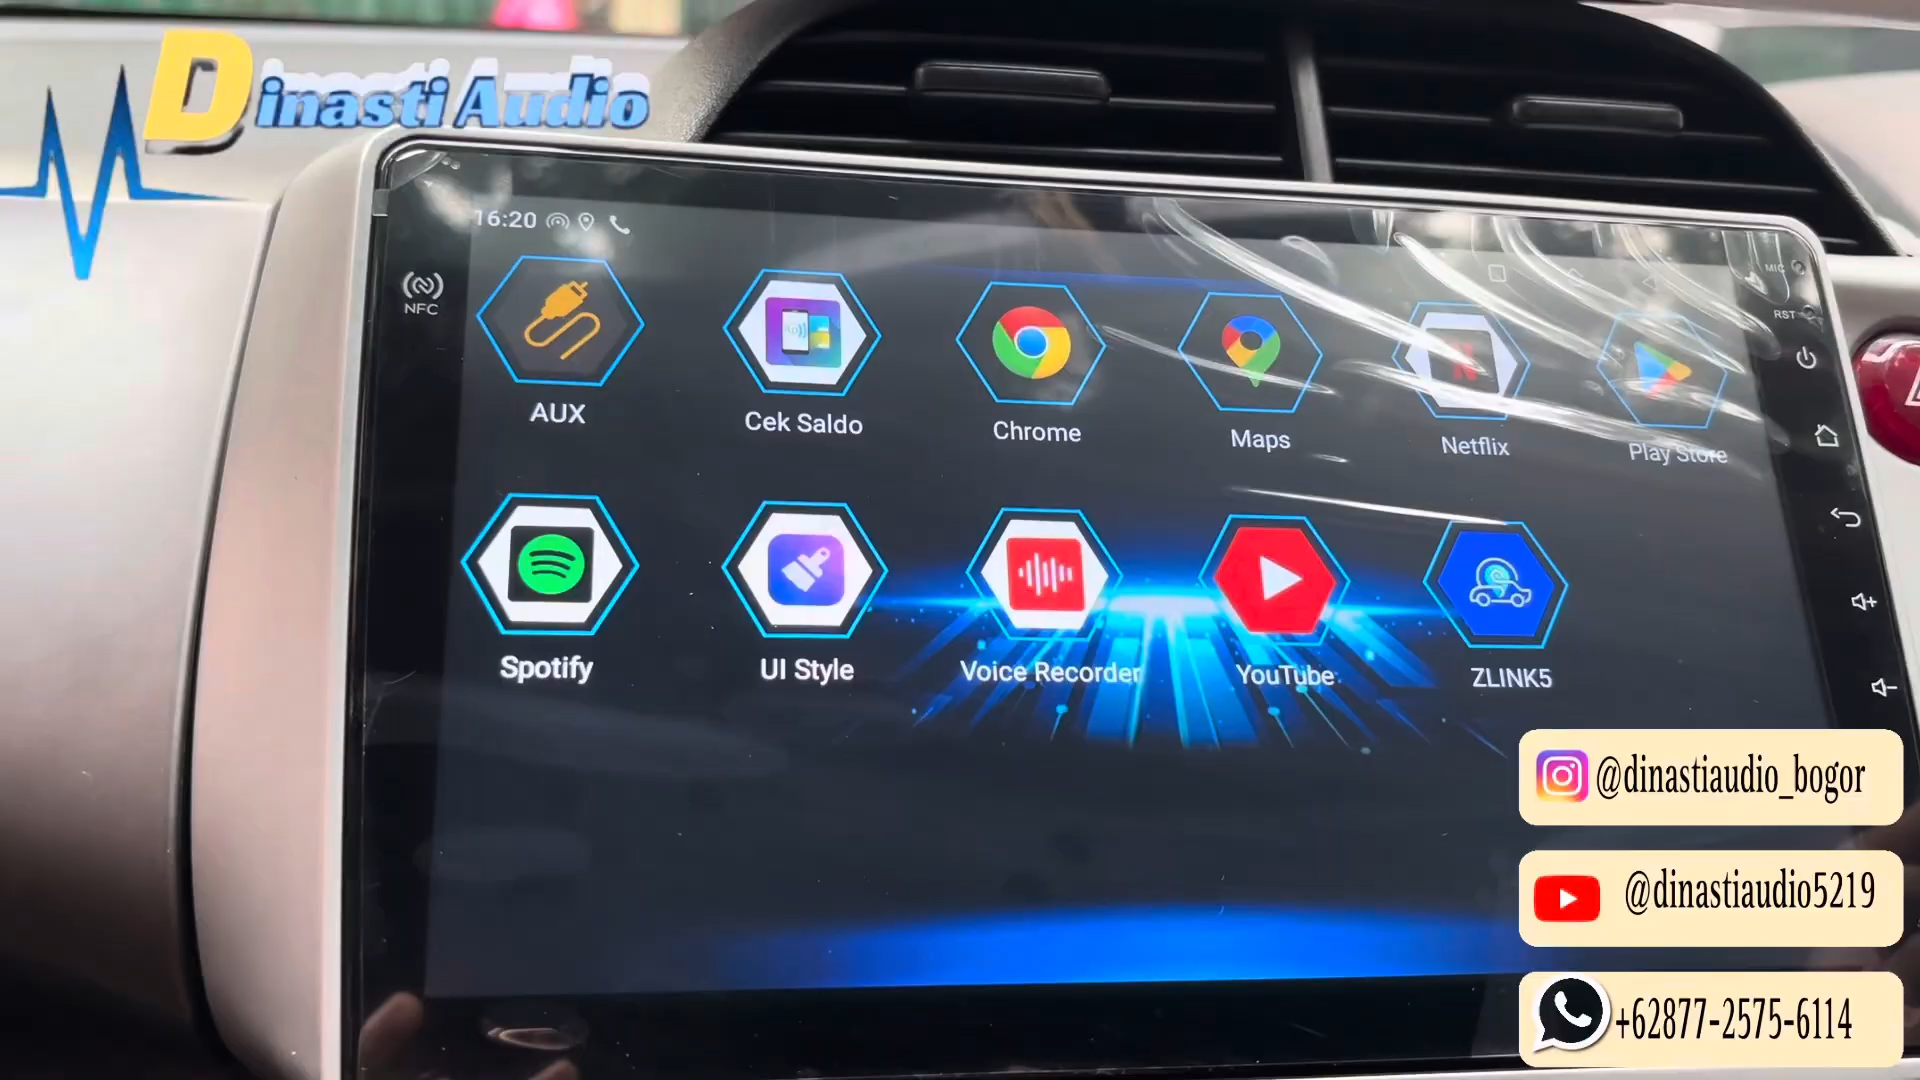 Dinasti Audio
16:20
NFC
MIC
RST
AUX
Cek Saldo
Chrome
Maps
Netflix
Play Store
Spotify
UI Style
Voice Recorder
YouTube
ZLINK5
@dinastiaudio_bogor
@dinastiaudio5219
+62877-2575-6114